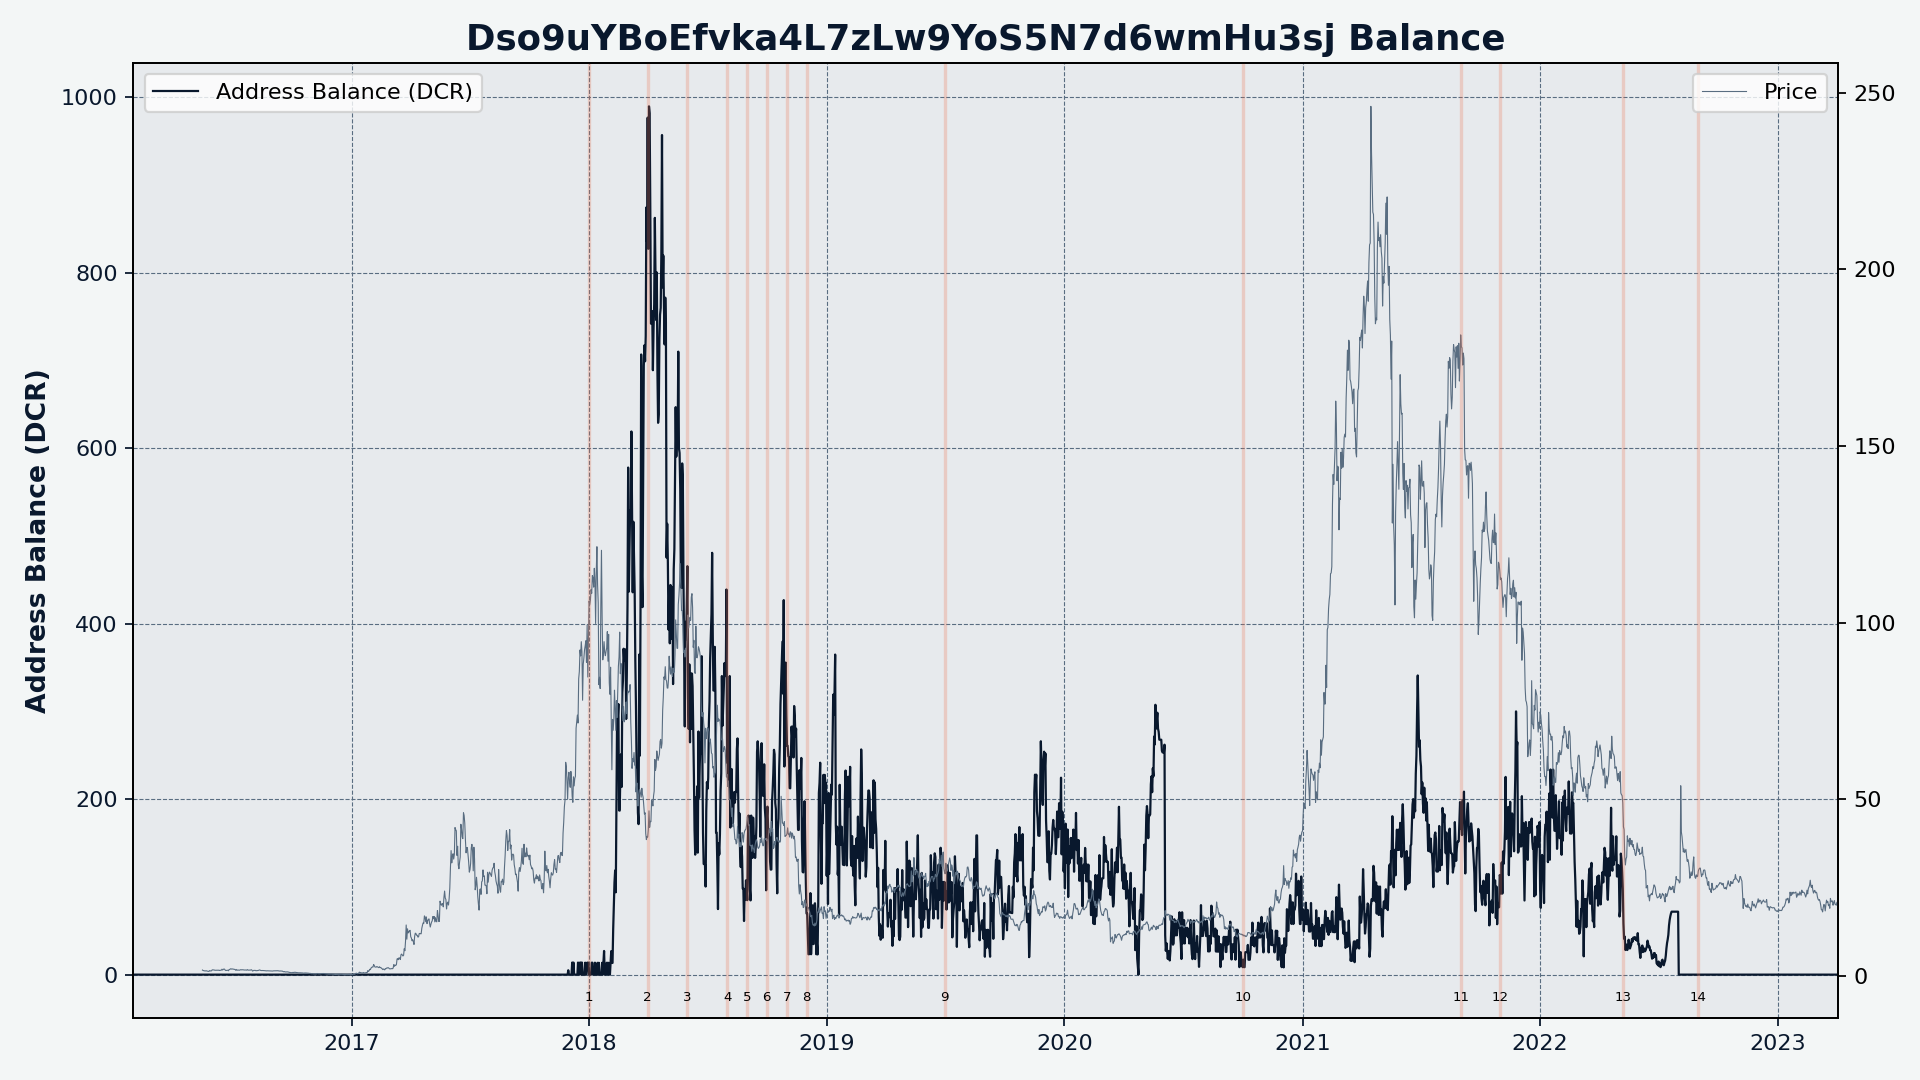 Dso9uYBoEfvka4L7zLw9YoS5N7d6wmHu3sj Balance
Address Balance (DCR)
Price
Address Balance (DCR)
1000
800
600
400
200
0
250
200
150
100
50
0
1 2 3 4 5 6 7 8 9 10 11 12 13 14
2017 2018 2019 2020 2021 2022 2023